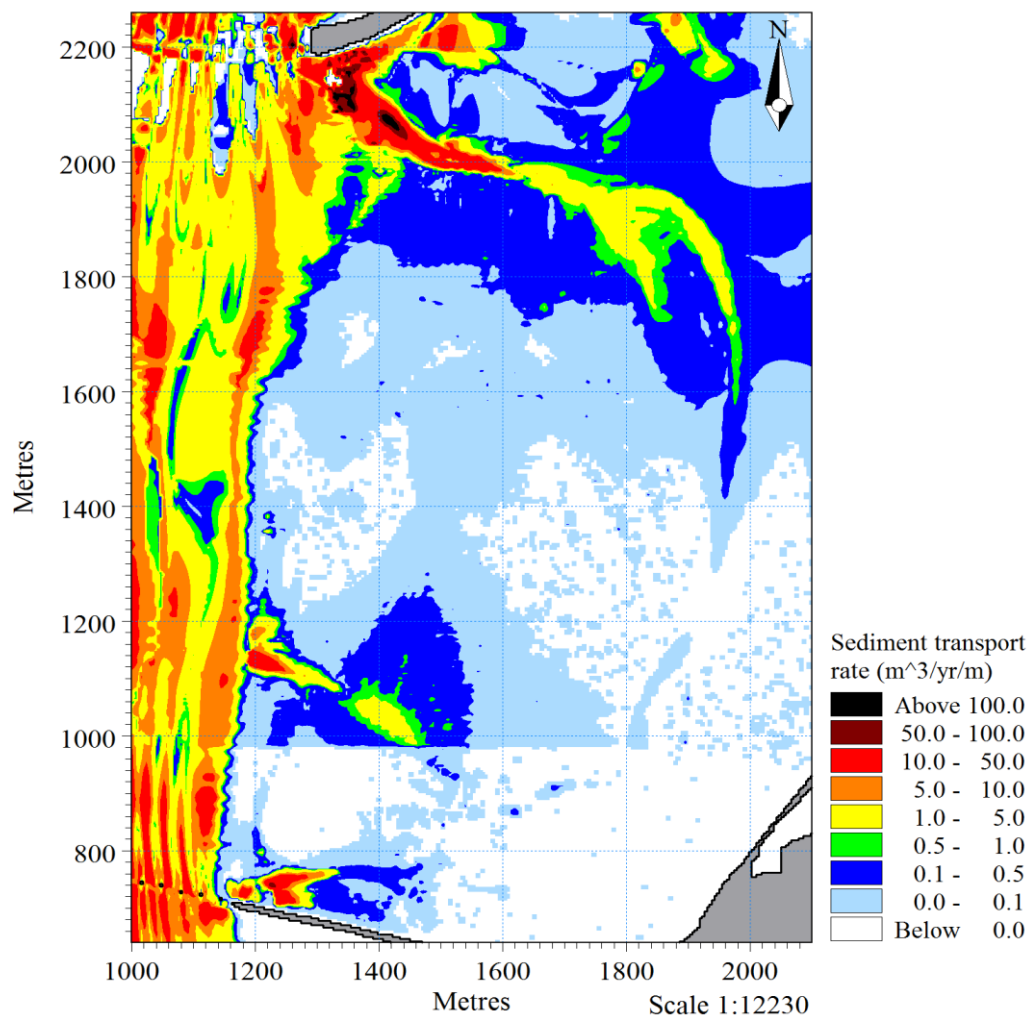 N
2200
2000
1800
1600
1400
1200
1000
800
Metres
1000 1200 1400 1600 1800 2000
Metres
Scale 1:12230
Sediment transport
rate (m^3/yr/m)
Above 100.0
50.0 - 100.0
10.0 - 50.0
5.0 - 10.0
1.0 - 5.0
0.5 - 1.0
0.1 - 0.5
0.0 - 0.1
Below 0.0